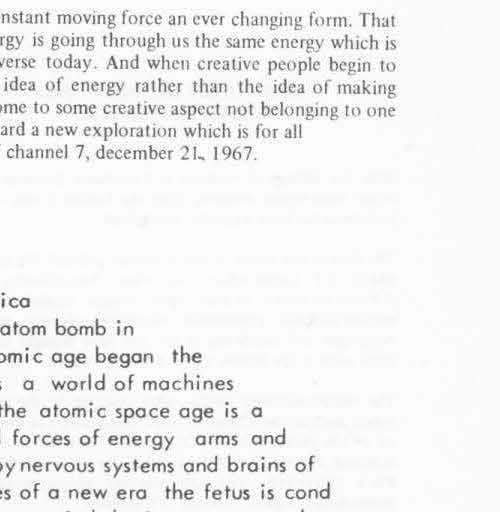 nstant moving force an ever changing form. That
rgy is going through us the same energy which is
verse today. And when creative people begin to
idea of energy rather than the idea of making
ome to some creative aspect not belonging to one
ard a new exploration which is for all
channel 7, december 21, 1967.
ica
atom bomb in
omic age began the
s a world of machines
the atomic space age is a
forces of energy arms and
by nervous systems and brains of
es of a new era the fetus is cond